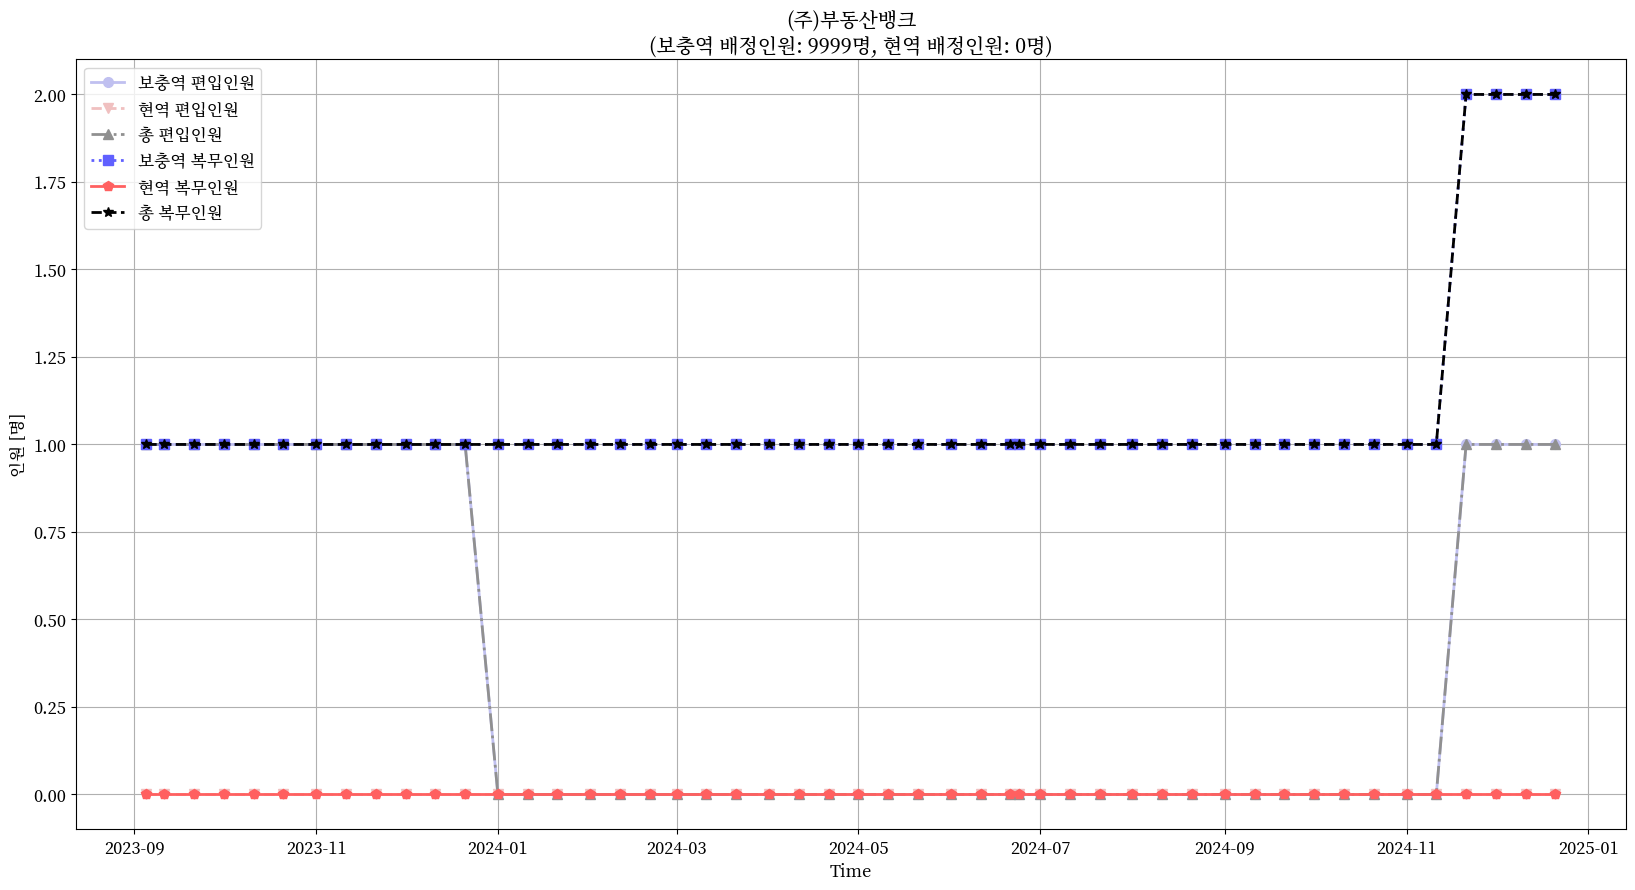 (주)부동산뱅크
(보충역 배정인원: 9999명, 현역 배정인원: 0명)
보충역 편입인원
현역 편입인원
총 편입인원
보충역 복무인원
현역 복무인원
총 복무인원
인원 [명]
2.00
1.75
1.50
1.25
1.00
0.75
0.50
0.25
0.00
2023-09 2023-11 2024-01 2024-03 2024-05 2024-07 2024-09 2024-11 2025-01
Time